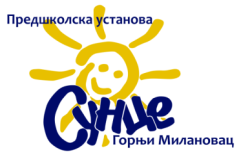 Предшколска установа
Сунце
Горњи Милановац